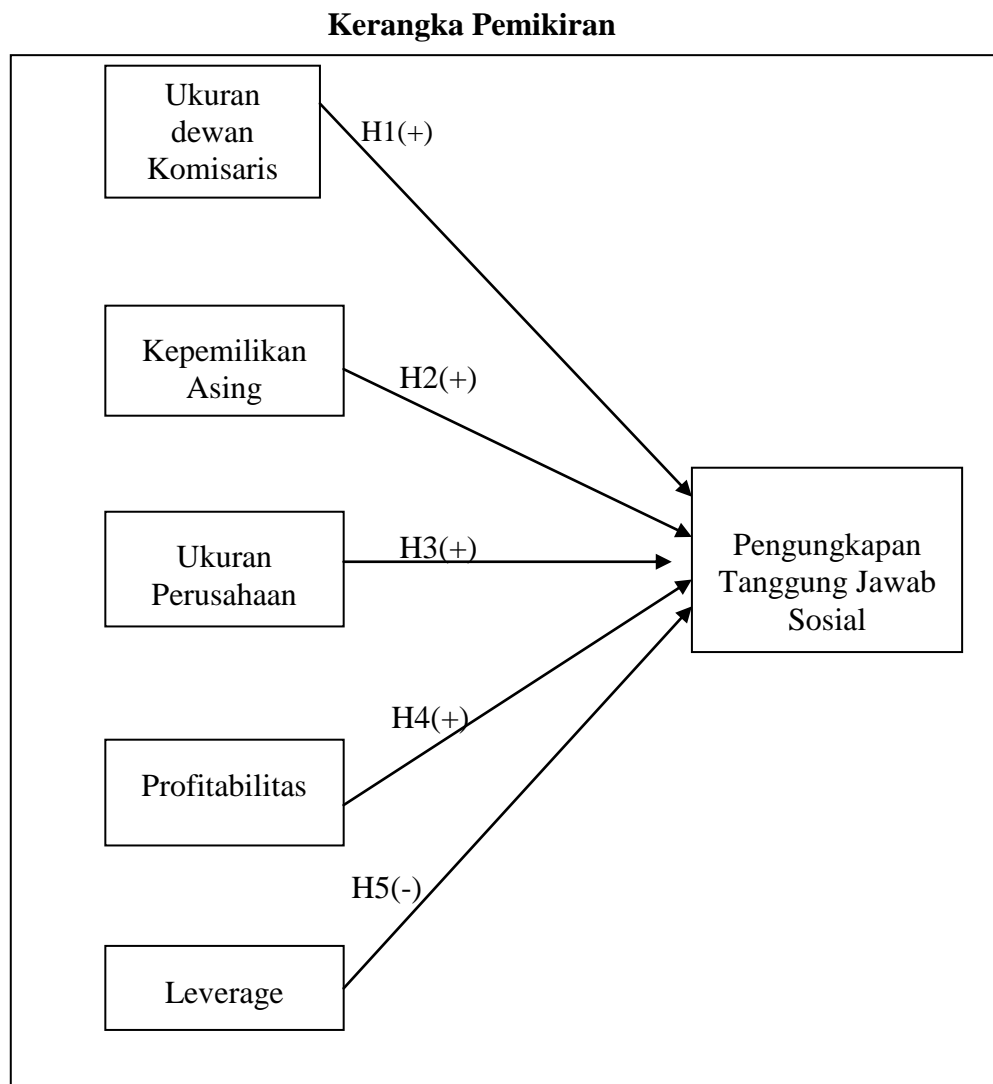 Kerangka Pemikiran
Ukuran
dewan
Komisaris
H1(+)
Kepemilikan
Asing
H2(+)
Ukuran
Perusahaan
H3(+)
Pengungkapan
Tanggung Jawab
Sosial
H4(+)
Profitabilitas
H5(-)
Leverage